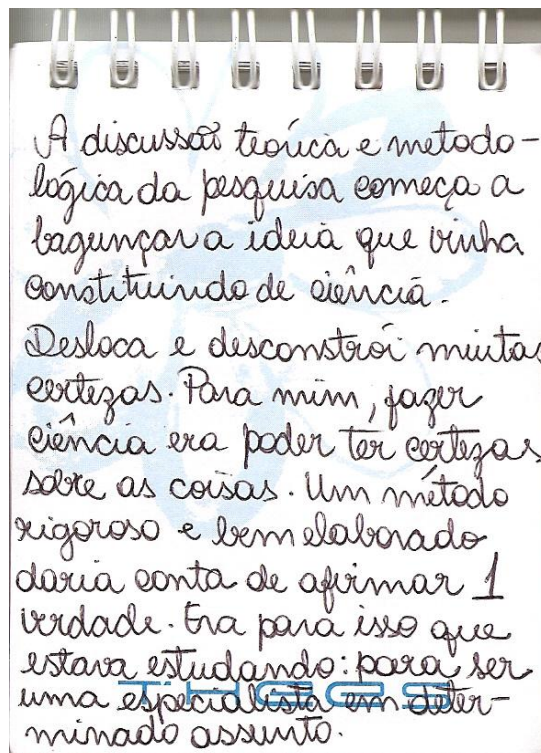 A discussão teórica e metodo-
lógica da pesquisa começa a
bagunçar a ideia que vinha
constituindo de ciência.
Desloca e desconstrói muitas
certezas. Para mim, fazer
ciência era poder ter certezas
sobre as coisas. Um método
rigoroso e bem elaborado
daria conta de afirmar 1
verdade. Era para isso que
estava estudando: para ser
uma especialista em deter-
minado assunto.